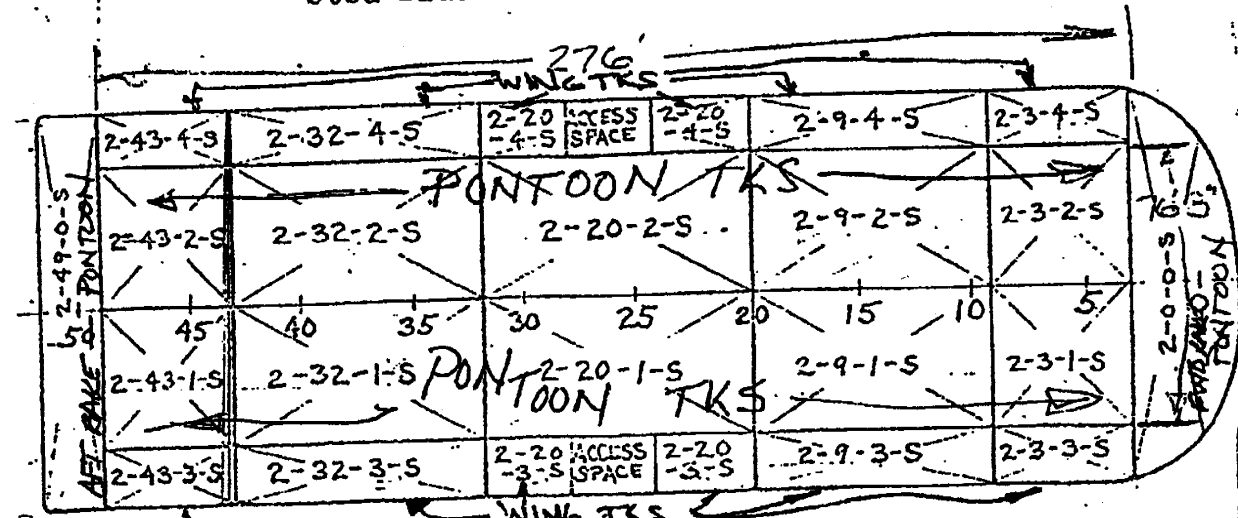 276'
WING TKS
2-43-4-S
2-32-4-S
2-20
-4-S
ACCESS
SPACE
2-20
-4-S
2-9-4-S
2-3-4-S
PONTOON TKS
2-43-2-S
2-32-2-S
2-20-2-S
2-9-2-S
2-3-2-S
2-49-0-S
AFT RAKE
PONTOON
50
45
40
35
30
25
20
15
10
5
2-0-0-S
PONTOON
2-43-1-S
2-32-1-S
2-20-1-S
2-9-1-S
2-3-1-S
PONTOON TKS
2-43-3-S
2-32-3-S
2-20
-3-S
ACCESS
SPACE
2-20
-3-S
2-9-3-S
2-3-3-S
WING TKS